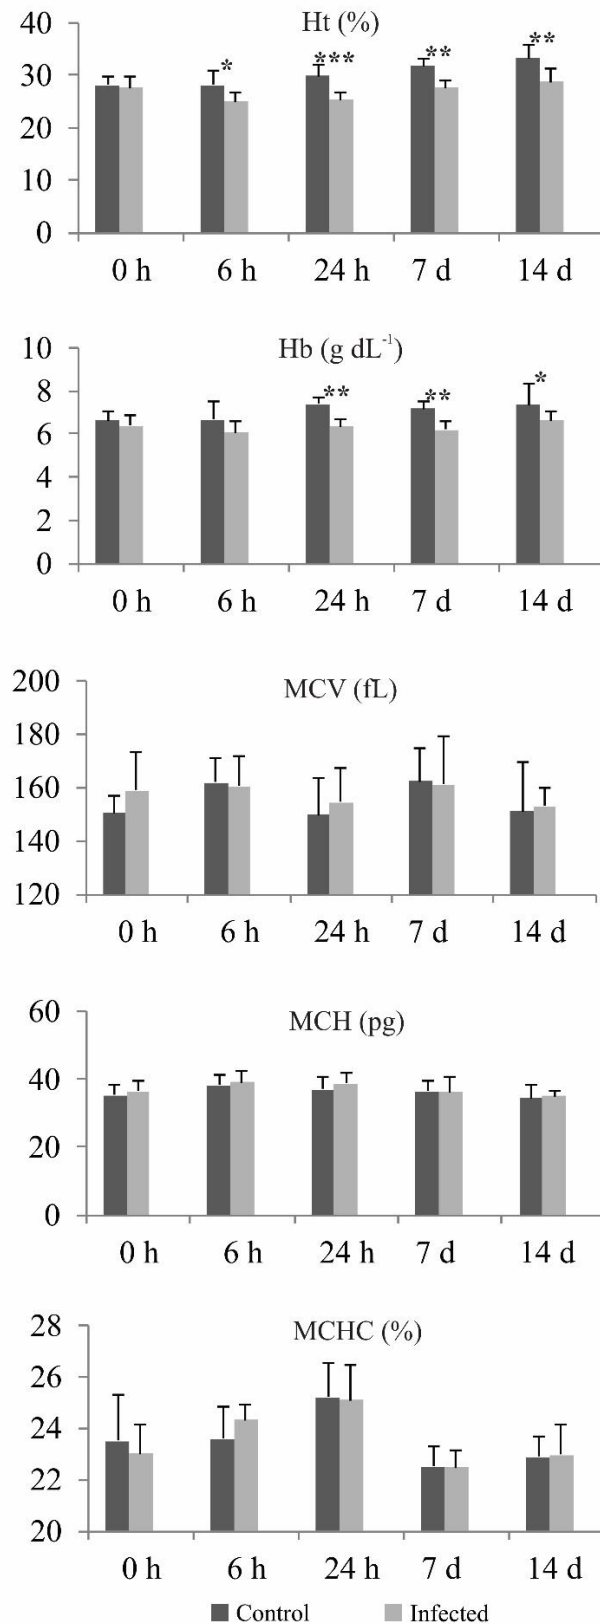 Ht (%)
40
30
20
10
0
*
***
**
**
0 h 6 h 24 h 7 d 14 d
Hb (g dL⁻¹)
10
8
6
4
2
0
**
**
*
0 h 6 h 24 h 7 d 14 d
MCV (fL)
200
180
160
140
120
0 h 6 h 24 h 7 d 14 d
MCH (pg)
60
40
20
0
0 h 6 h 24 h 7 d 14 d
MCHC (%)
28
26
24
22
20
0 h 6 h 24 h 7 d 14 d
Control Infected